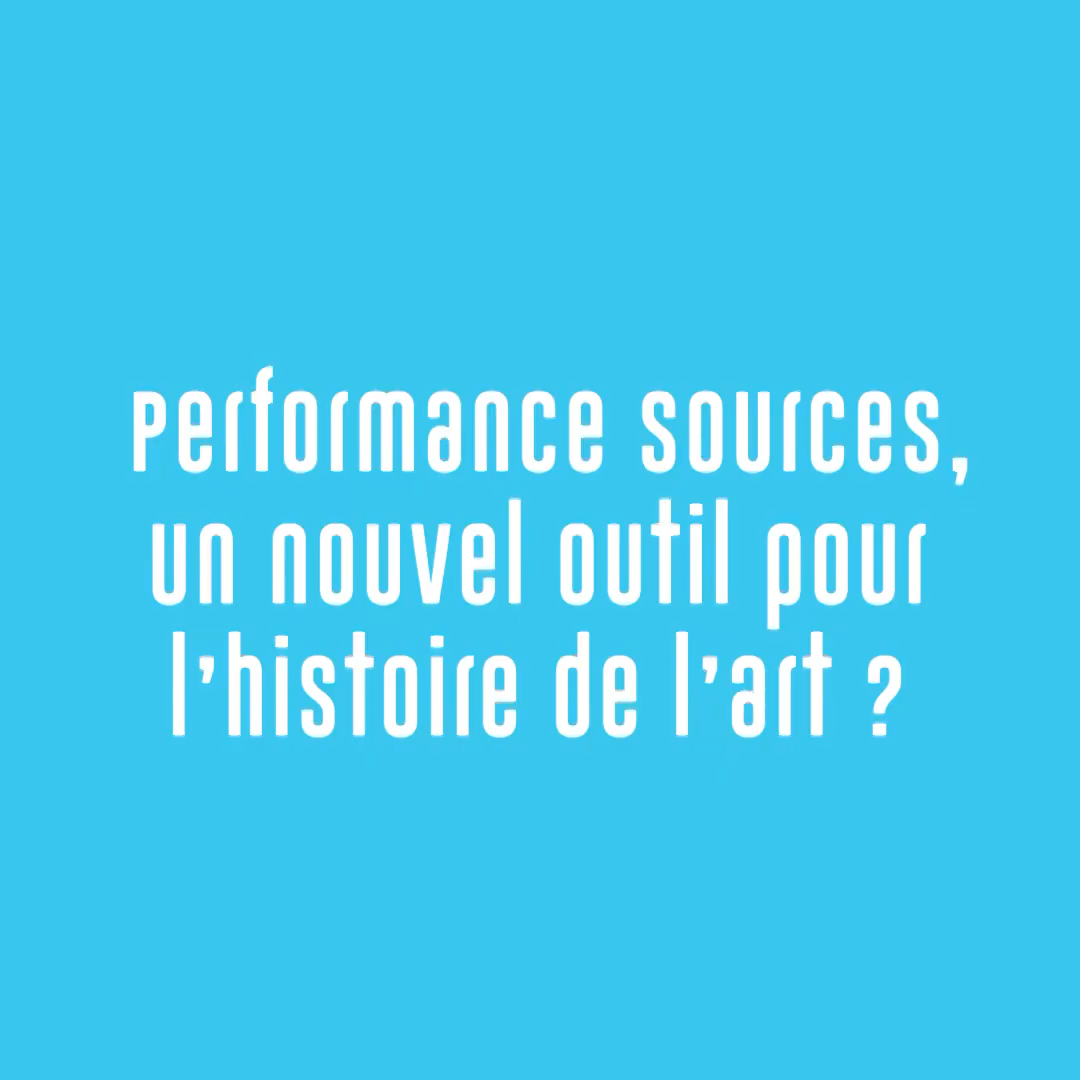 Performance sources,
un nouvel outil pour
l’histoire de l’art ?